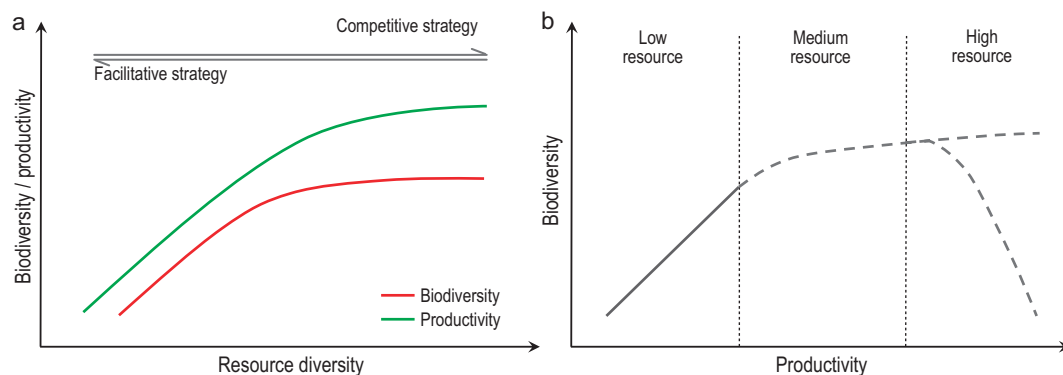 a
Competitive strategy
Facilitative strategy
Biodiversity / productivity
Biodiversity
Productivity
Resource diversity
b
Low
resource
Medium
resource
High
resource
Biodiversity
Productivity